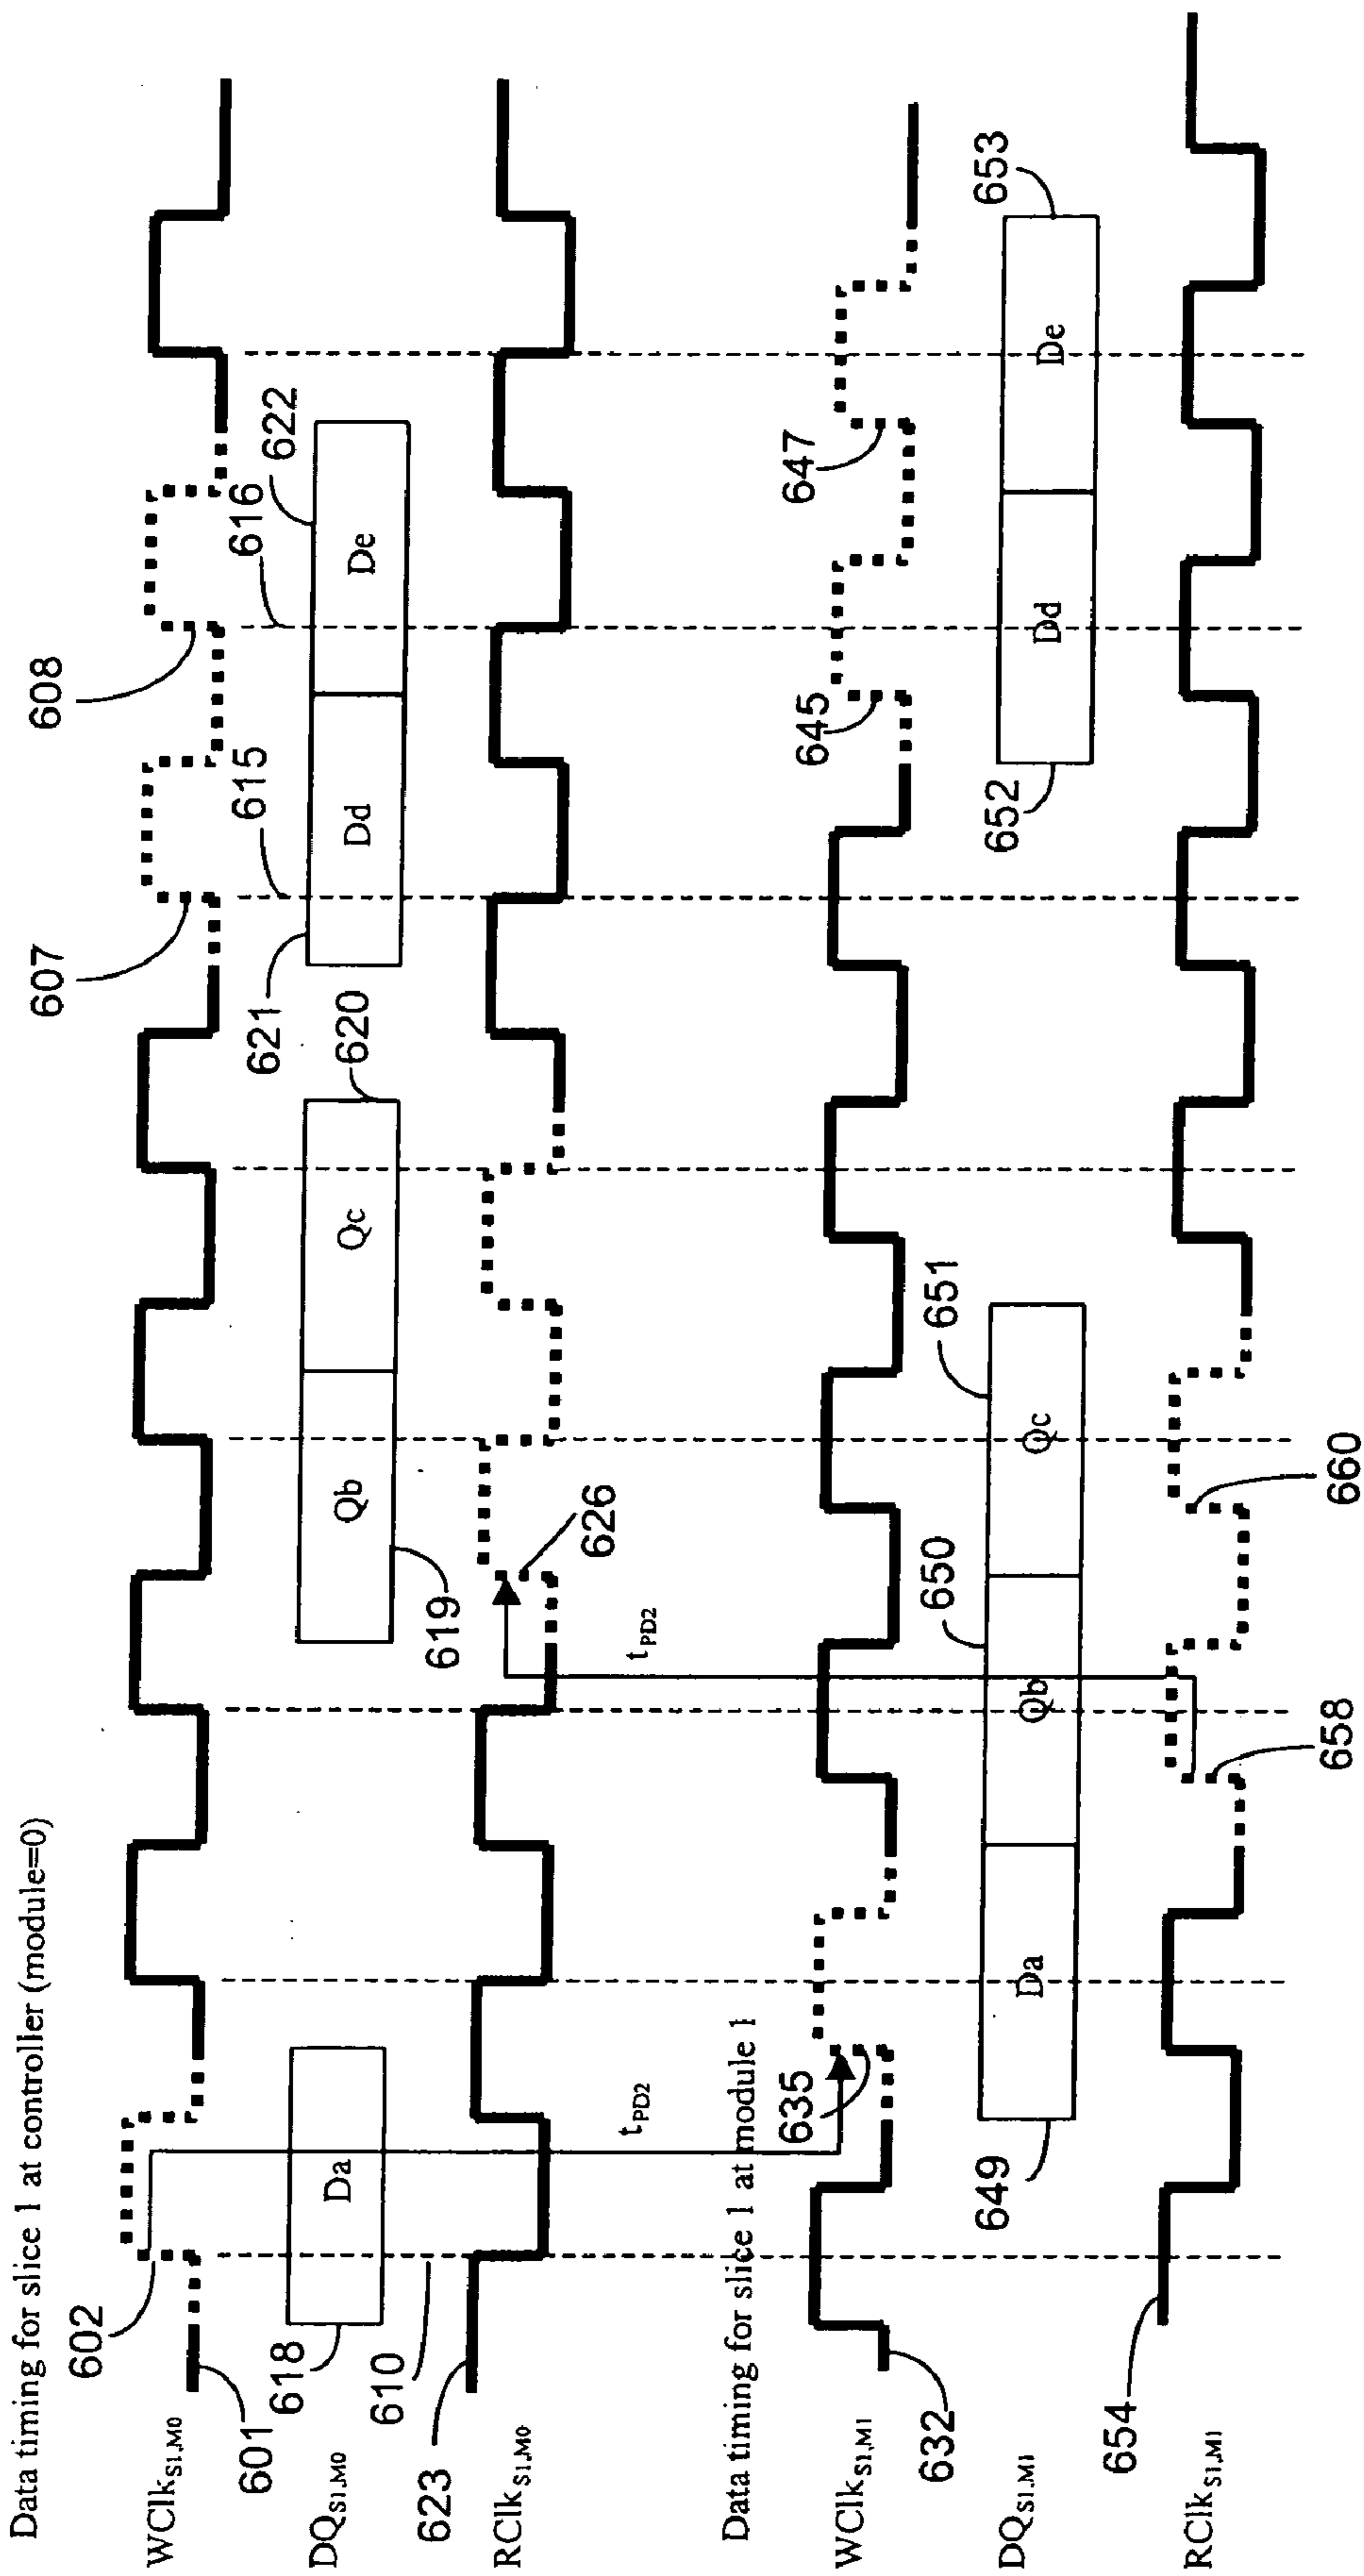 Data timing for slice 1 at controller (module=0)
602
607
608
WClk S1,M0
601
618
Da
DQ S1,M0
610
619
Qb
Qc
620
621
Dd
De
622
615
616
623
RClk S1,M0
626
tPD2
tPD2
Data timing for slice 1 at module 1
635
645
647
WClk S1,M1
632
649
Da
Qb
Qc
650
651
DQ S1,M1
652
Dd
De
653
654
RClk S1,M1
658
660